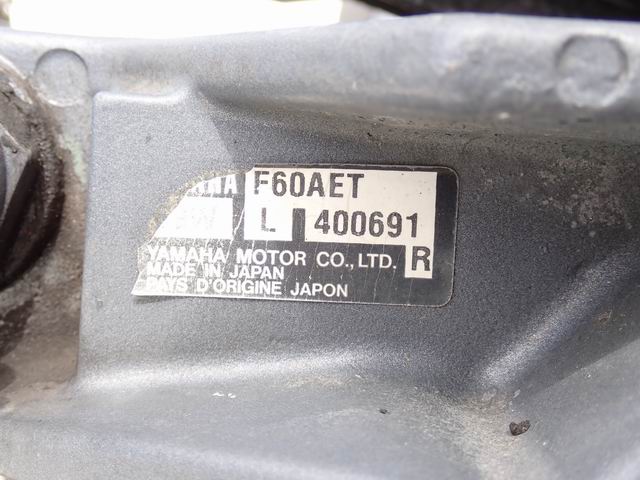 F60AET
L 400691
YAMAHA MOTOR CO., LTD. R
MADE IN JAPAN
PAYS D'ORIGINE JAPON